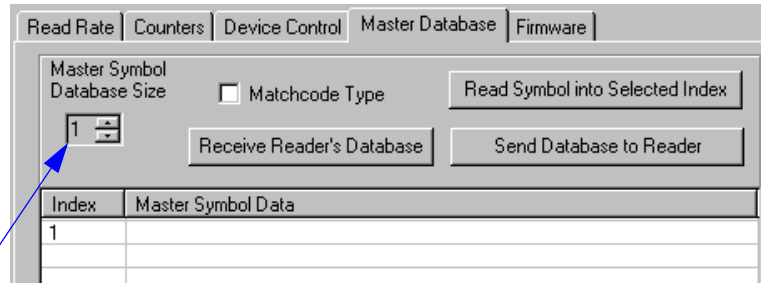 Read Rate Counters Device Control Master Database Firmware
Master Symbol
Database Size
Matchcode Type
Read Symbol into Selected Index
1
Receive Reader's Database
Send Database to Reader
Index Master Symbol Data
1